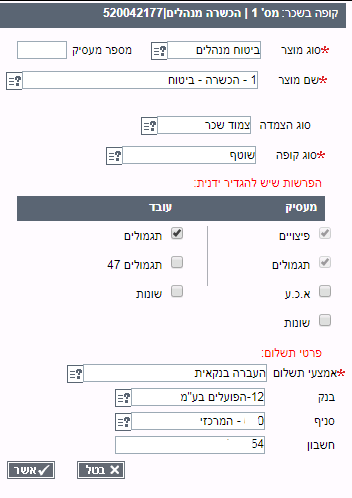 קופה בשכר: מס' 1 | הכשרה מנהלים|520042177
*סוג מוצר ביטוח מנהלים מספר מעסיק
*שם מוצר 1 - הכשרה - ביטוח
סוג הצמדה צמוד שכר
*סוג קופה שוטף
הפרשות שיש להגדיר ידנית:
מעסיק עובד
פיצויים תגמולים
תגמולים תגמולים 47
א.כ.ע שונות
שונות
פרטי תשלום:
*אמצעי תשלום העברה בנקאית
בנק 12-הפועלים בע"מ
סניף 0 - המרכזי
חשבון 54
אשר בטל